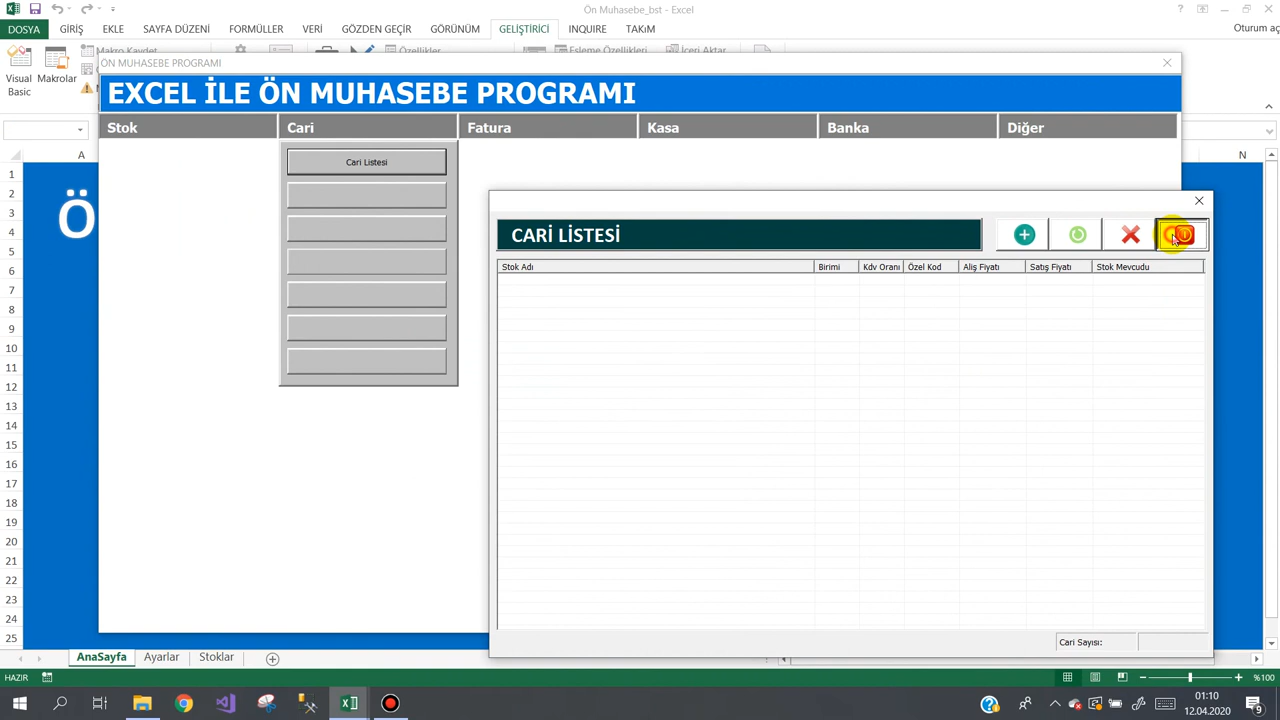 Ön Muhasebe_bst - Excel
DOSYA GİRİŞ EKLE SAYFA DÜZENİ FORMÜLLER VERİ GÖZDEN GEÇİR GÖRÜNÜM GELİŞTİRİCİ INQUIRE TAKıM Oturum aç
Makro Kaydet Özellikler Eşleme Özellikleri İçeri Aktar
Visual Basic Makrolar
ÖN MUHASEBE PROGRAMI
EXCEL İLE ÖN MUHASEBE PROGRAMI
Stok Cari Fatura Kasa Banka Diğer
A N
Cari Listesi
Ö
CARİ LİSTESİ
Stok Adı Birimi Kdv Oranı Özel Kod Aliş Fiyatı Satış Fiyatı Stok Mevcudu
1
2
3
4
5
6
7
8
9
10
11
12
13
14
15
16
17
18
19
20
21
22
23
24
25
Cari Sayısı:
AnaSayfa Ayarlar Stoklar
HAZIR %100
01:10
12.04.2020
9